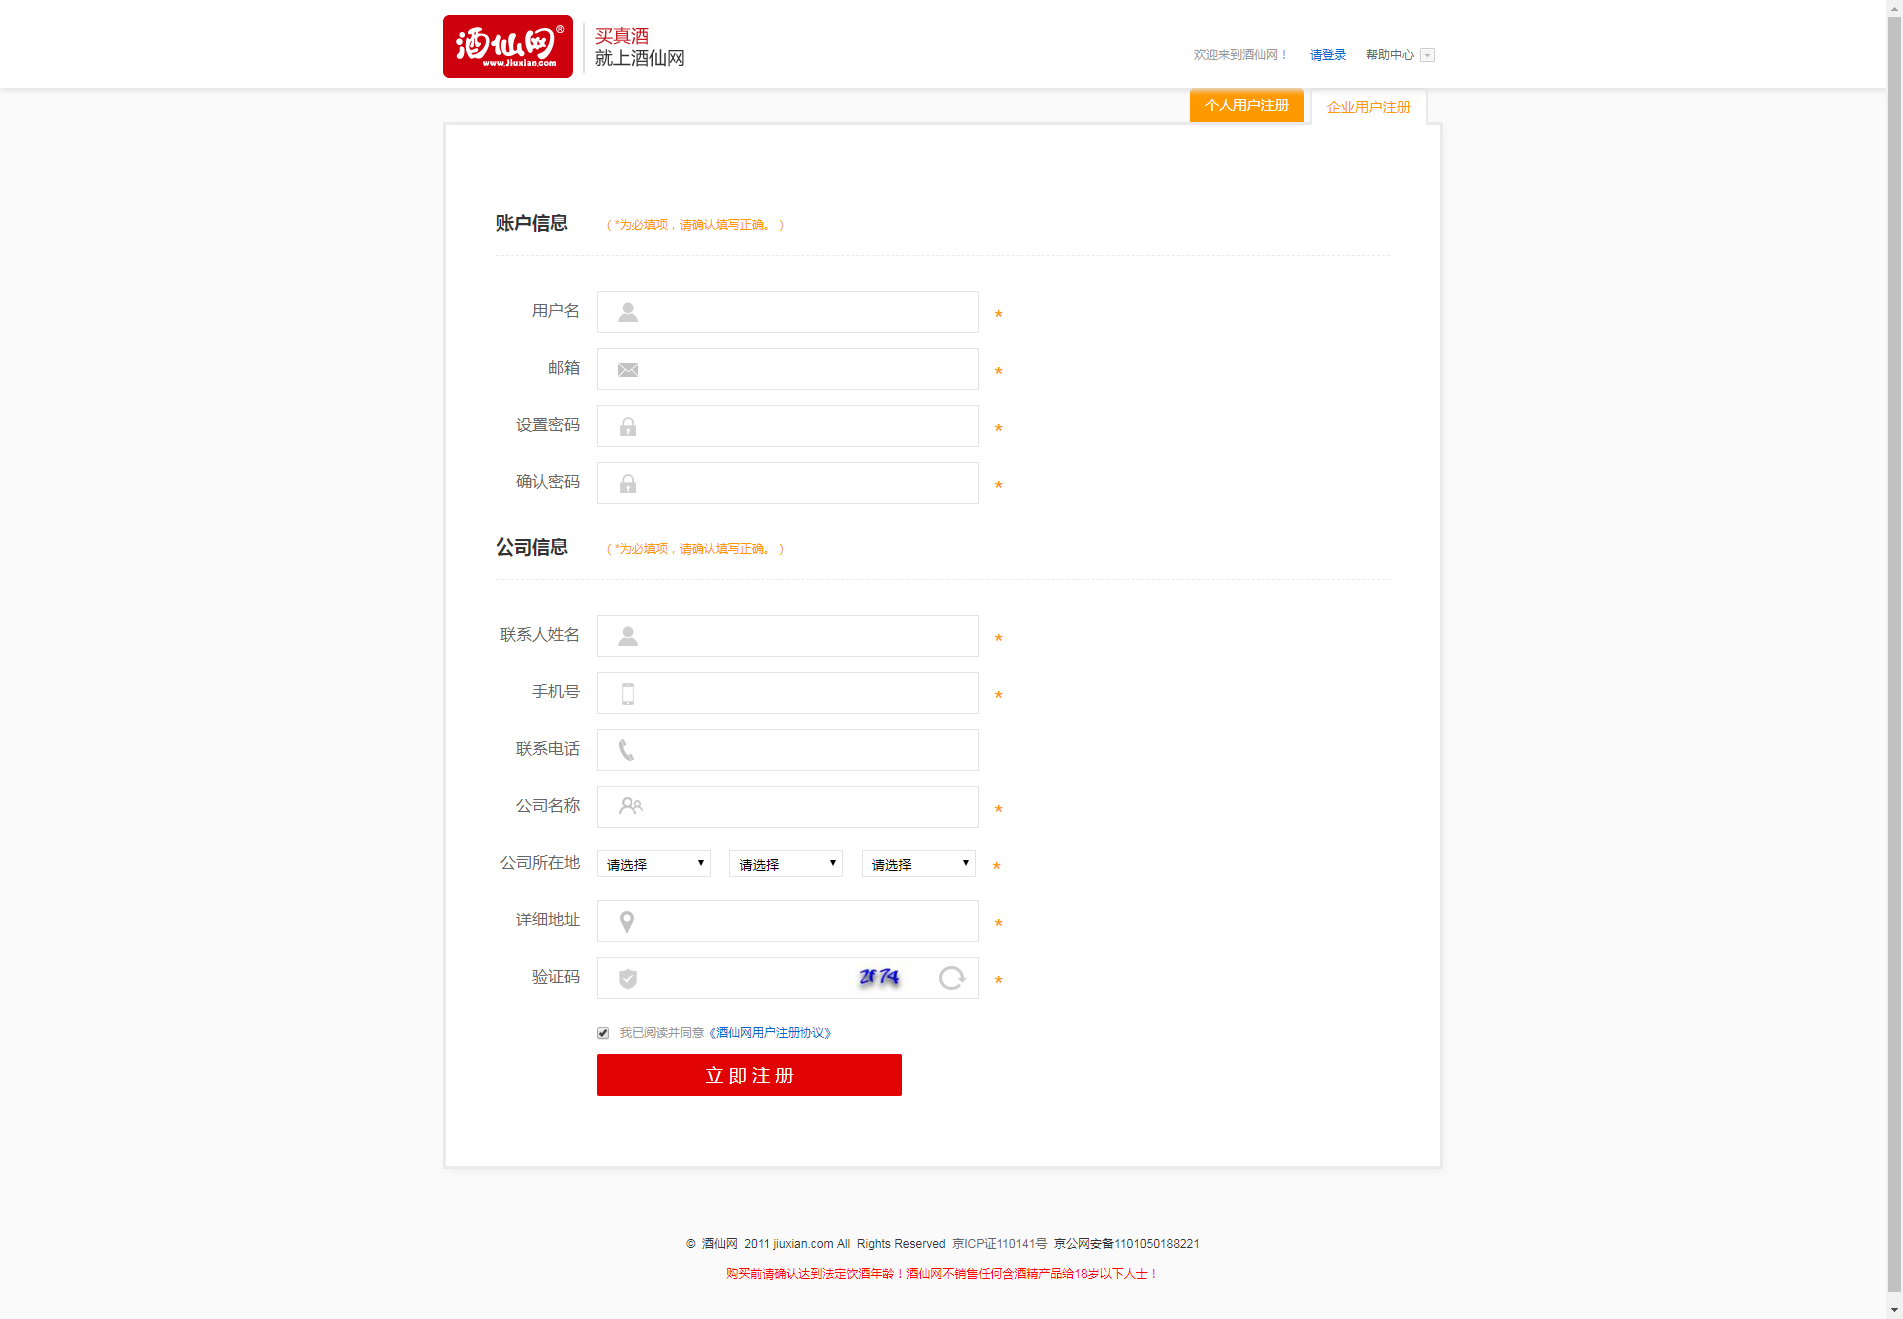 酒仙网®
www.Jiuxian.com
买真酒
就上酒仙网
欢迎来到酒仙网！ 请登录 帮助中心
个人用户注册 企业用户注册
账户信息 （ *为必填项，请确认填写正确。 ）
用户名 *
邮箱 *
设置密码 *
确认密码 *
公司信息 （ *为必填项，请确认填写正确。 ）
联系人姓名 *
手机号 *
联系电话
公司名称 *
公司所在地 请选择 请选择 请选择 *
详细地址 *
验证码 zf74 *
我已阅读并同意《酒仙网用户注册协议》
立即注册
© 酒仙网 2011 jiuxian.com All Rights Reserved 京ICP证110141号 京公网安备1101050188221
购买前请确认达到法定饮酒年龄！酒仙网不销售任何含酒精产品给18岁以下人士！